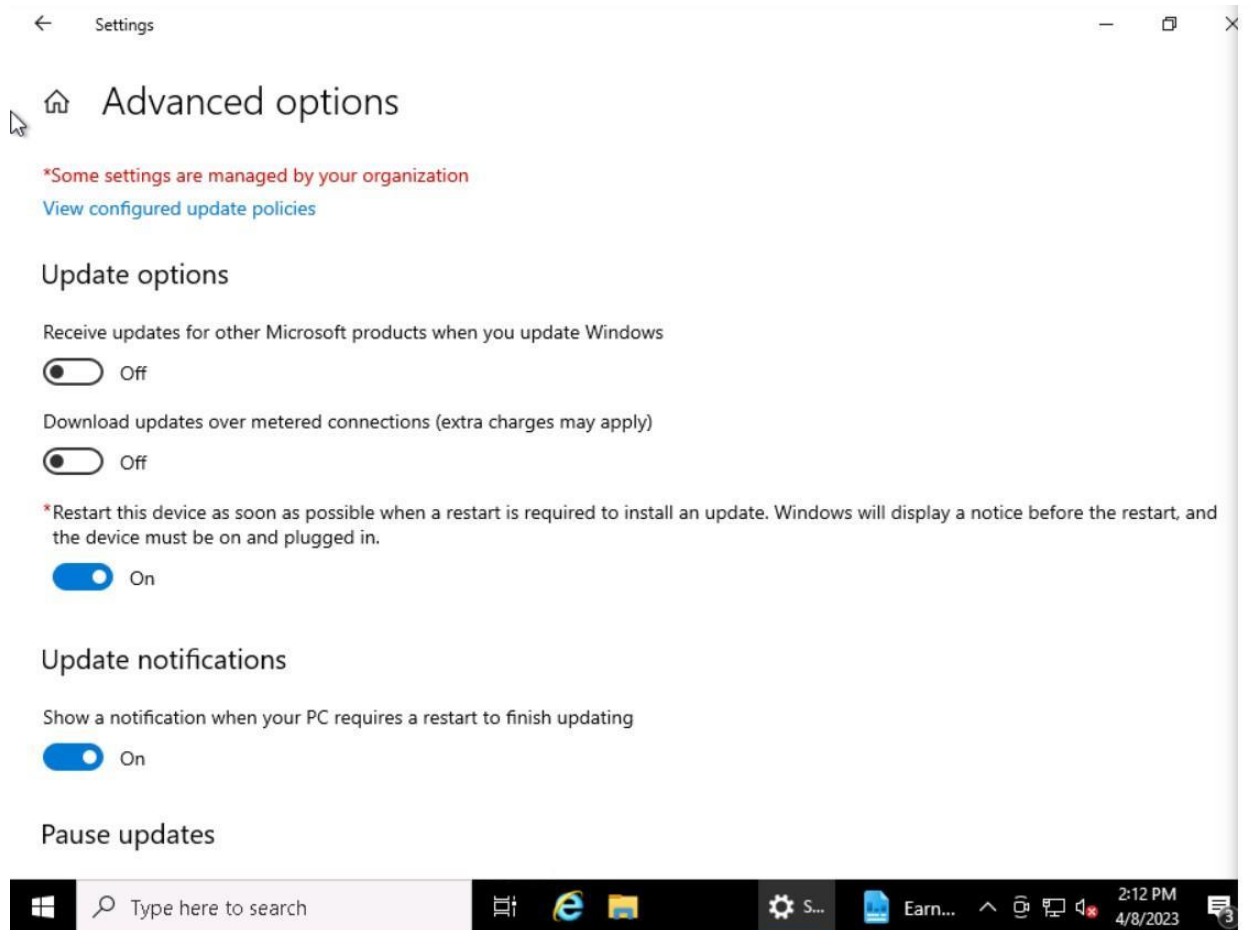 Settings
Advanced options
*Some settings are managed by your organization
View configured update policies
Update options
Receive updates for other Microsoft products when you update Windows
Off
Download updates over metered connections (extra charges may apply)
Off
*Restart this device as soon as possible when a restart is required to install an update. Windows will display a notice before the restart, and
the device must be on and plugged in.
On
Update notifications
Show a notification when your PC requires a restart to finish updating
On
Pause updates
Type here to search
S...
Earn...
2:12 PM
4/8/2023
3